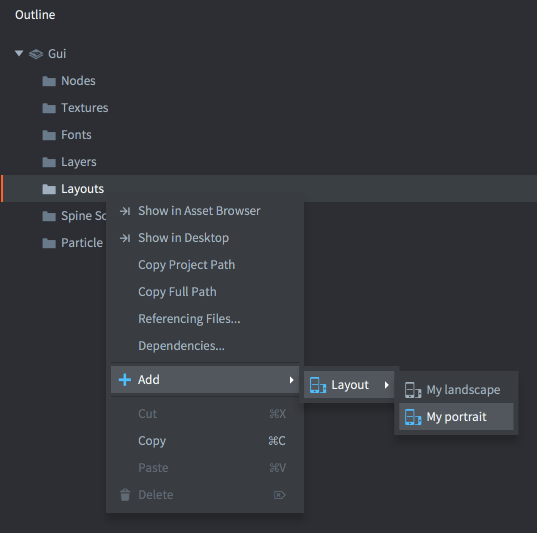 Outline
Gui
Nodes
Textures
Fonts
Layers
Layouts
Spine Sc
Particle
Show in Asset Browser
Show in Desktop
Copy Project Path
Copy Full Path
Referencing Files...
Dependencies...
Add
Layout
My landscape
My portrait
Cut ⌘X
Copy ⌘C
Paste ⌘V
Delete ⌦